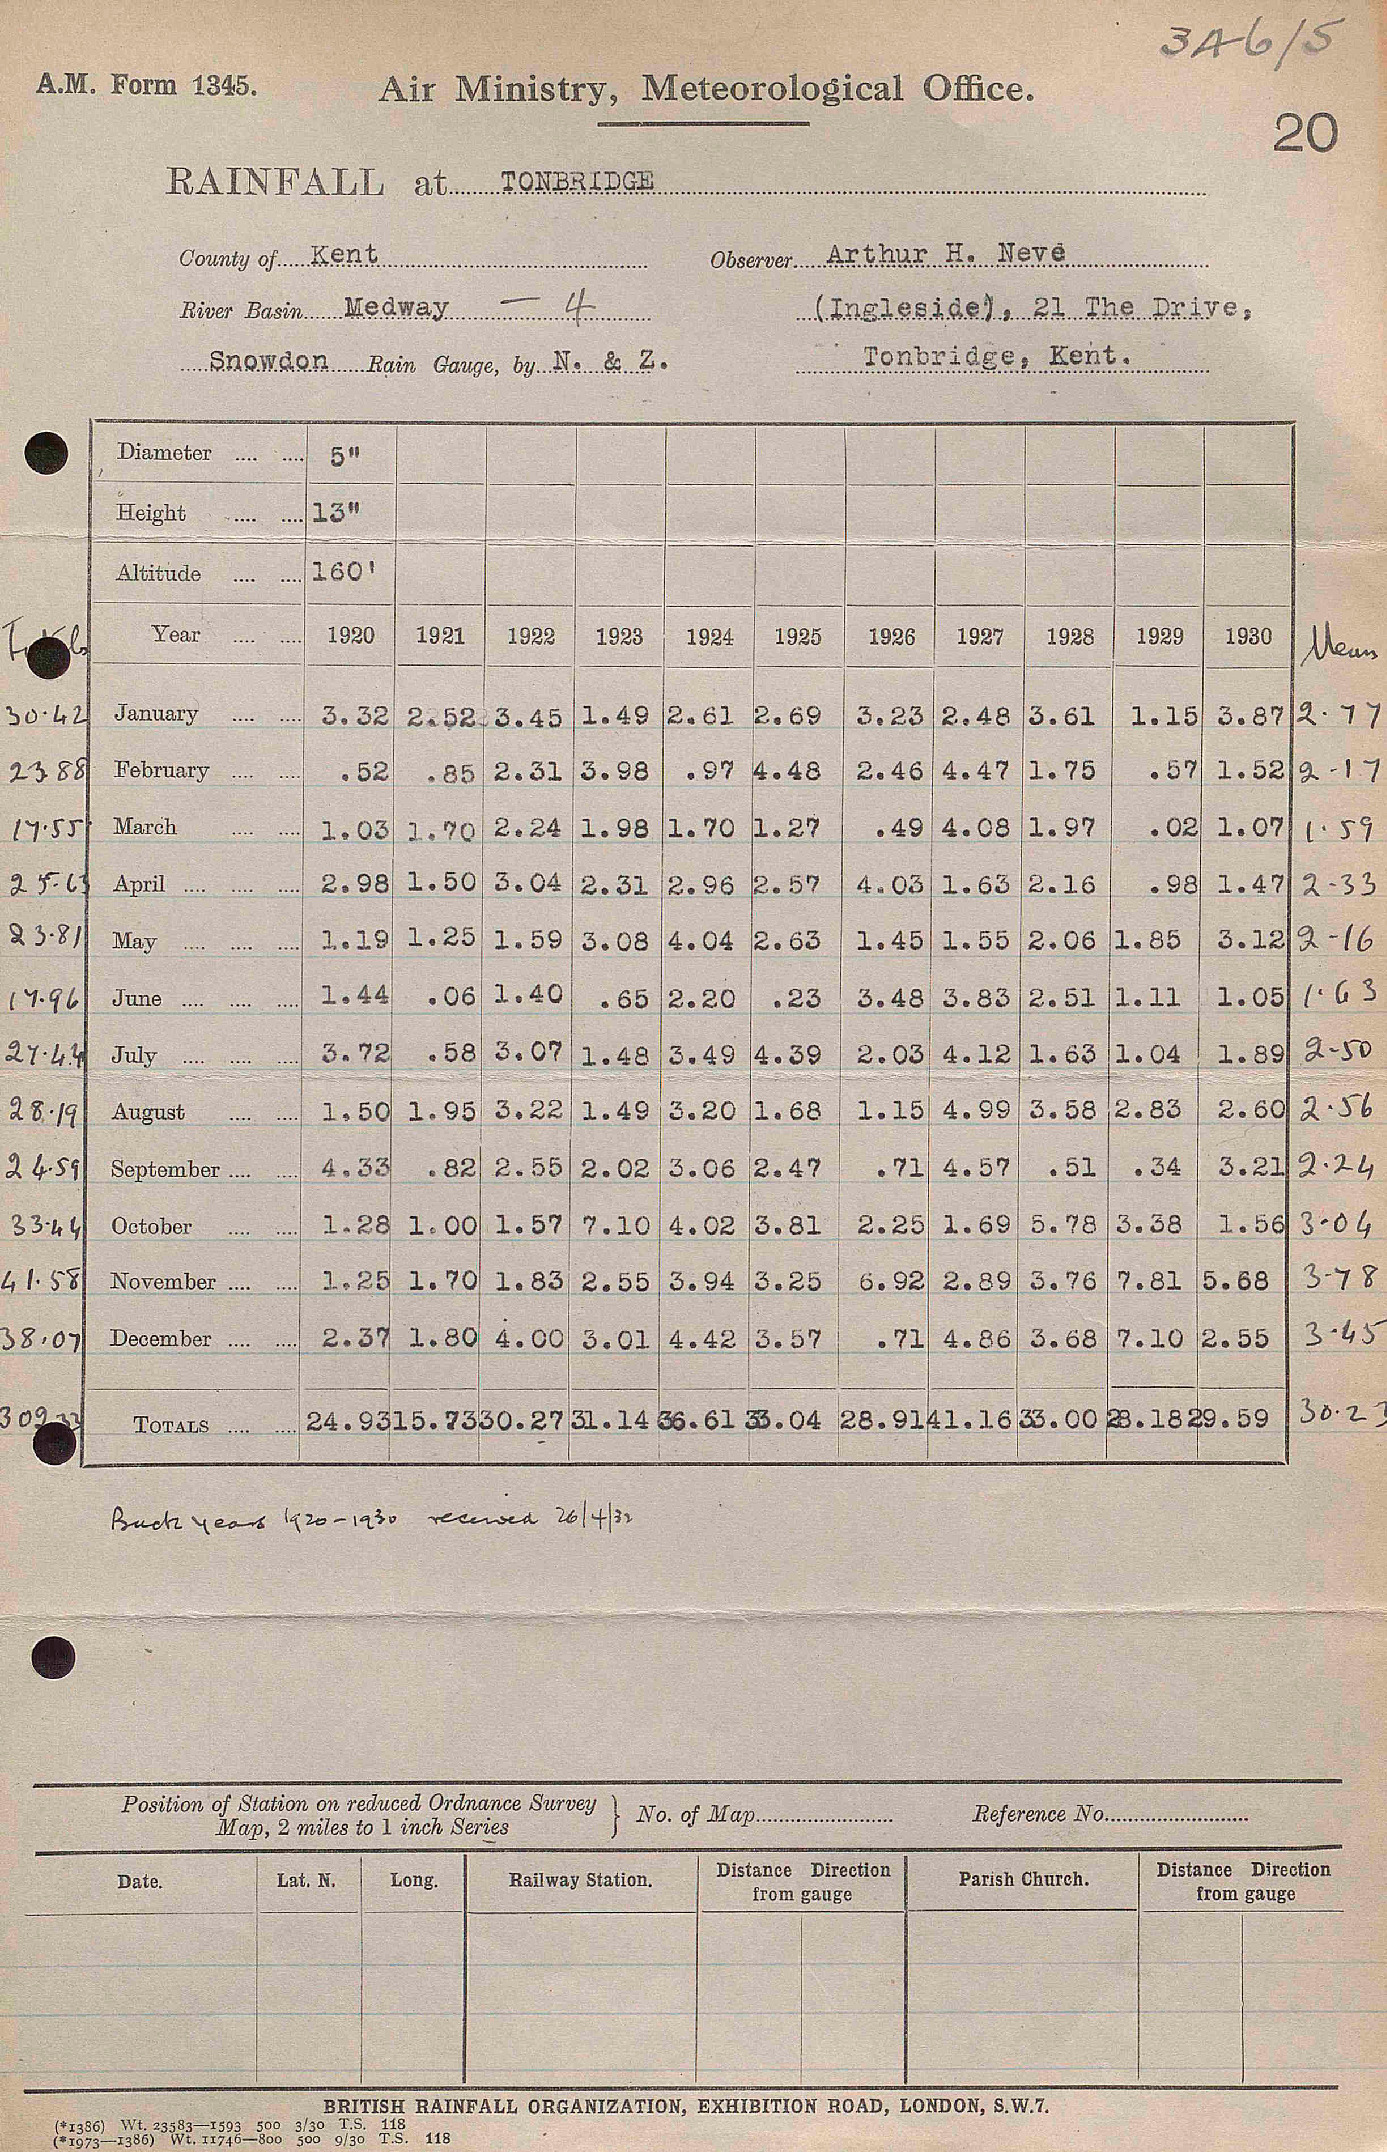 3A6/5
A.M. Form 1345. Air Ministry, Meteorological Office.
20
RAINFALL at TONBRIDGE
County of Kent Observer Arthur H. Neve
River Basin Medway — 4 (Ingleside), 21 The Drive,
Snowdon Rain Gauge, by N. & Z. Tonbridge, Kent.
Diameter .... .... 5"
Height .... .... 13"
Altitude .... .... 160'
Year .... .... 1920 1921 1922 1923 1924 1925 1926 1927 1928 1929 1930 Mean
30.42 January .... .... 3.32 2.52 3.45 1.49 2.61 2.69 3.23 2.48 3.61 1.15 3.87 2.77
23.88 February .... .... .52 .85 2.31 3.98 .97 4.48 2.46 4.47 1.75 .57 1.52 2.17
17.55 March .... .... 1.03 1.70 2.24 1.98 1.70 1.27 .49 4.08 1.97 .02 1.07 1.59
25.63 April .... .... .... 2.98 1.50 3.04 2.31 2.96 2.57 4.03 1.63 2.16 .98 1.47 2.33
23.81 May .... .... .... 1.19 1.25 1.59 3.08 4.04 2.63 1.45 1.55 2.06 1.85 3.12 2.16
17.96 June .... .... .... 1.44 .06 1.40 .65 2.20 .23 3.48 3.83 2.51 1.11 1.05 1.63
27.44 July .... .... .... 3.72 .58 3.07 1.48 3.49 4.39 2.03 4.12 1.63 1.04 1.89 2.50
28.19 August .... .... 1.50 1.95 3.22 1.49 3.20 1.68 1.15 4.99 3.58 2.83 2.60 2.56
24.59 September .... .... 4.33 .82 2.55 2.02 3.06 2.47 .71 4.57 .51 .34 3.21 2.24
33.44 October .... .... 1.28 1.00 1.57 7.10 4.02 3.81 2.25 1.69 5.78 3.38 1.56 3.04
41.58 November .... .... 1.25 1.70 1.83 2.55 3.94 3.25 6.92 2.89 3.76 7.81 5.68 3.78
38.07 December .... .... 2.37 1.80 4.00 3.01 4.42 3.57 .71 4.86 3.68 7.10 2.55 3.45
TOTALS .... .... 24.93 15.73 30.27 31.14 36.61 33.04 28.91 41.16 33.00 28.18 29.59 30.23
Back years 1920-1930 received 26/4/32
Position of Station on reduced Ordnance Survey
Map, 2 miles to 1 inch Series } No. of Map Reference No.
Date. Lat. N. Long. Railway Station. Distance Direction from gauge Parish Church. Distance Direction from gauge
BRITISH RAINFALL ORGANIZATION, EXHIBITION ROAD, LONDON, S.W.7.
(*1386) Wt. 23583—1593 500 3/30 T.S. 118
(*1973—1386) Wt. 11746—800 500 9/30 T.S. 118